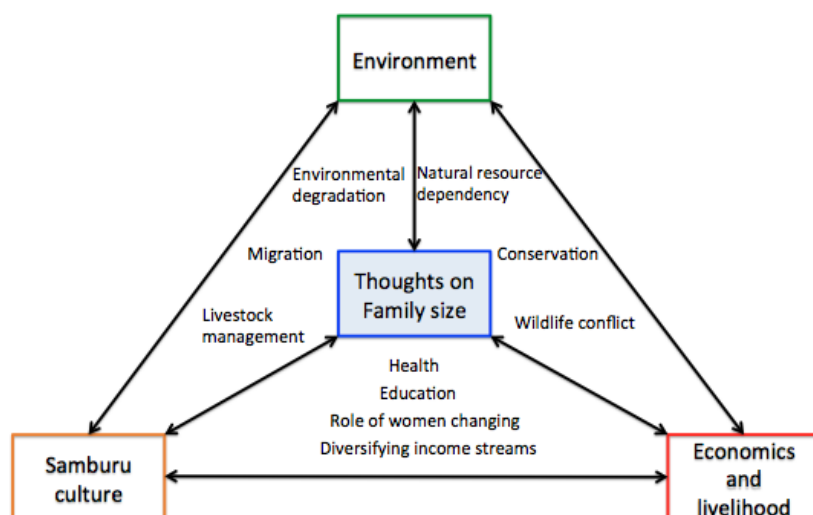 Environment
Environmental
degradation
Natural resource
dependency
Migration
Conservation
Thoughts on
Family size
Livestock
management
Wildlife conflict
Health
Education
Role of women changing
Diversifying income streams
Samburu
culture
Economics
and
livelihood